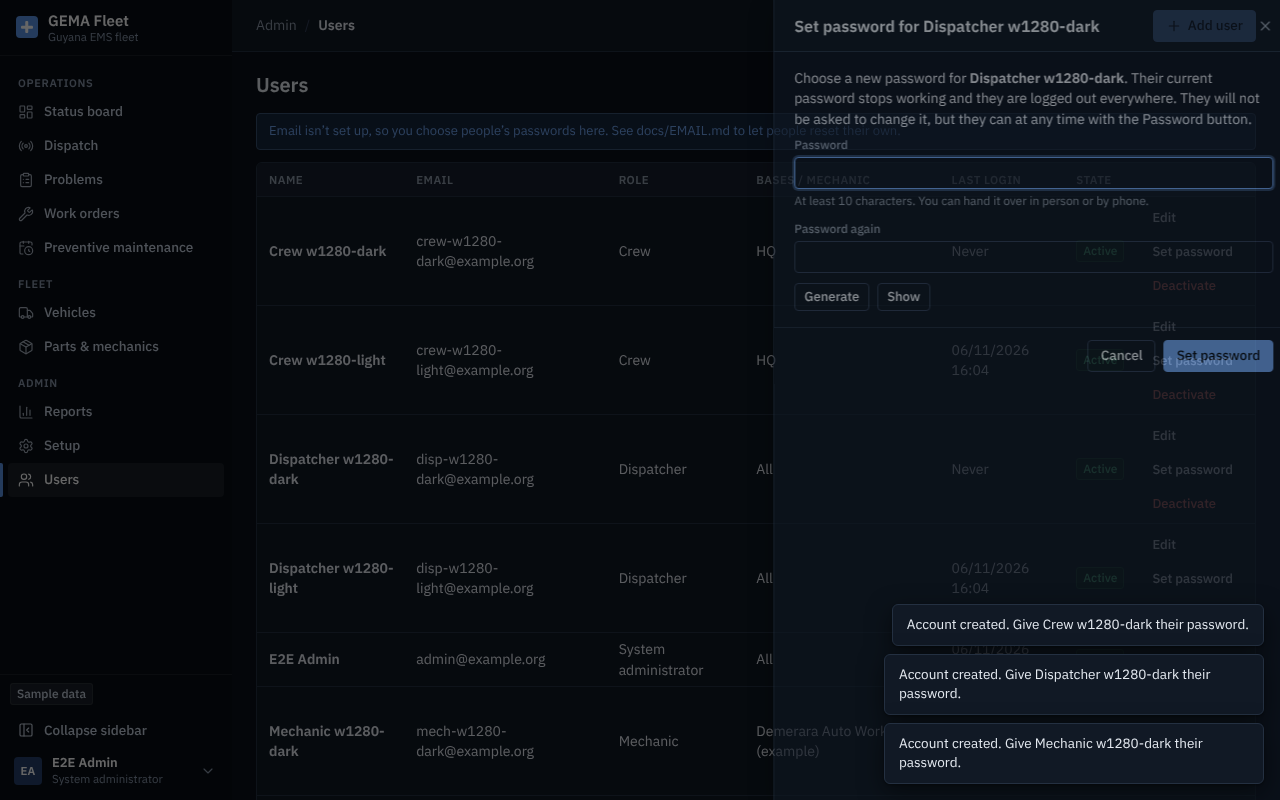 GEMA Fleet
Guyana EMS fleet
OPERATIONS
Status board
Dispatch
Problems
Work orders
Preventive maintenance
FLEET
Vehicles
Parts & mechanics
ADMIN
Reports
Setup
Users
Sample data
Collapse sidebar
EA
E2E Admin
System administrator
Admin / Users
Users
Email isn't set up, so you choose people's passwords here. See docs/EMAIL.md to let people reset their own.
NAME EMAIL ROLE BASES / MECHANIC LAST LOGIN STATE
Crew w1280-dark
crew-w1280-
dark@example.org
Crew
HQ
Never
Active
Edit
Set password
Deactivate
Crew w1280-light
crew-w1280-
light@example.org
Crew
HQ
06/11/2026
16:04
Active
Edit
Set password
Deactivate
Dispatcher w1280-
dark
disp-w1280-
dark@example.org
Dispatcher
All
Never
Active
Edit
Set password
Deactivate
Dispatcher w1280-
light
disp-w1280-
light@example.org
Dispatcher
All
06/11/2026
16:04
Active
Edit
Set password
E2E Admin
admin@example.org
System
administrator
All
06/11/2026
Mechanic w1280-
dark
mech-w1280-
dark@example.org
Mechanic
Demerara Auto Work
(example)
Set password for Dispatcher w1280-dark
Add user
Choose a new password for Dispatcher w1280-dark. Their current
password stops working and they are logged out everywhere. They will not
be asked to change it, but they can at any time with the Password button.
Password
At least 10 characters. You can hand it over in person or by phone.
Password again
Generate
Show
Cancel
Set password
Account created. Give Crew w1280-dark their password.
Account created. Give Dispatcher w1280-dark their
password.
Account created. Give Mechanic w1280-dark their
password.